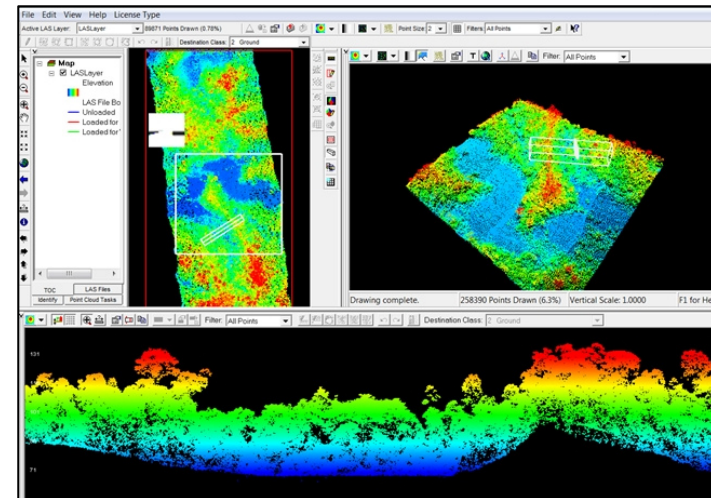 File Edit View Help License Type
Active LAS Layer: LASLayer 89871 Points Drawn (0.78%) Point Size 2 Filters: All Points
Destination Class: 2 Ground
Filter: All Points
Map
LASLayer
Elevation
LAS File Bo
Unloaded
Loaded for
Loaded for
TOC LAS Files
Identify Point Cloud Tasks
Drawing complete. 258390 Points Drawn (6.3%) Vertical Scale: 1.0000 F1 for He
Filter: All Points Destination Class: 2 Ground
131
71